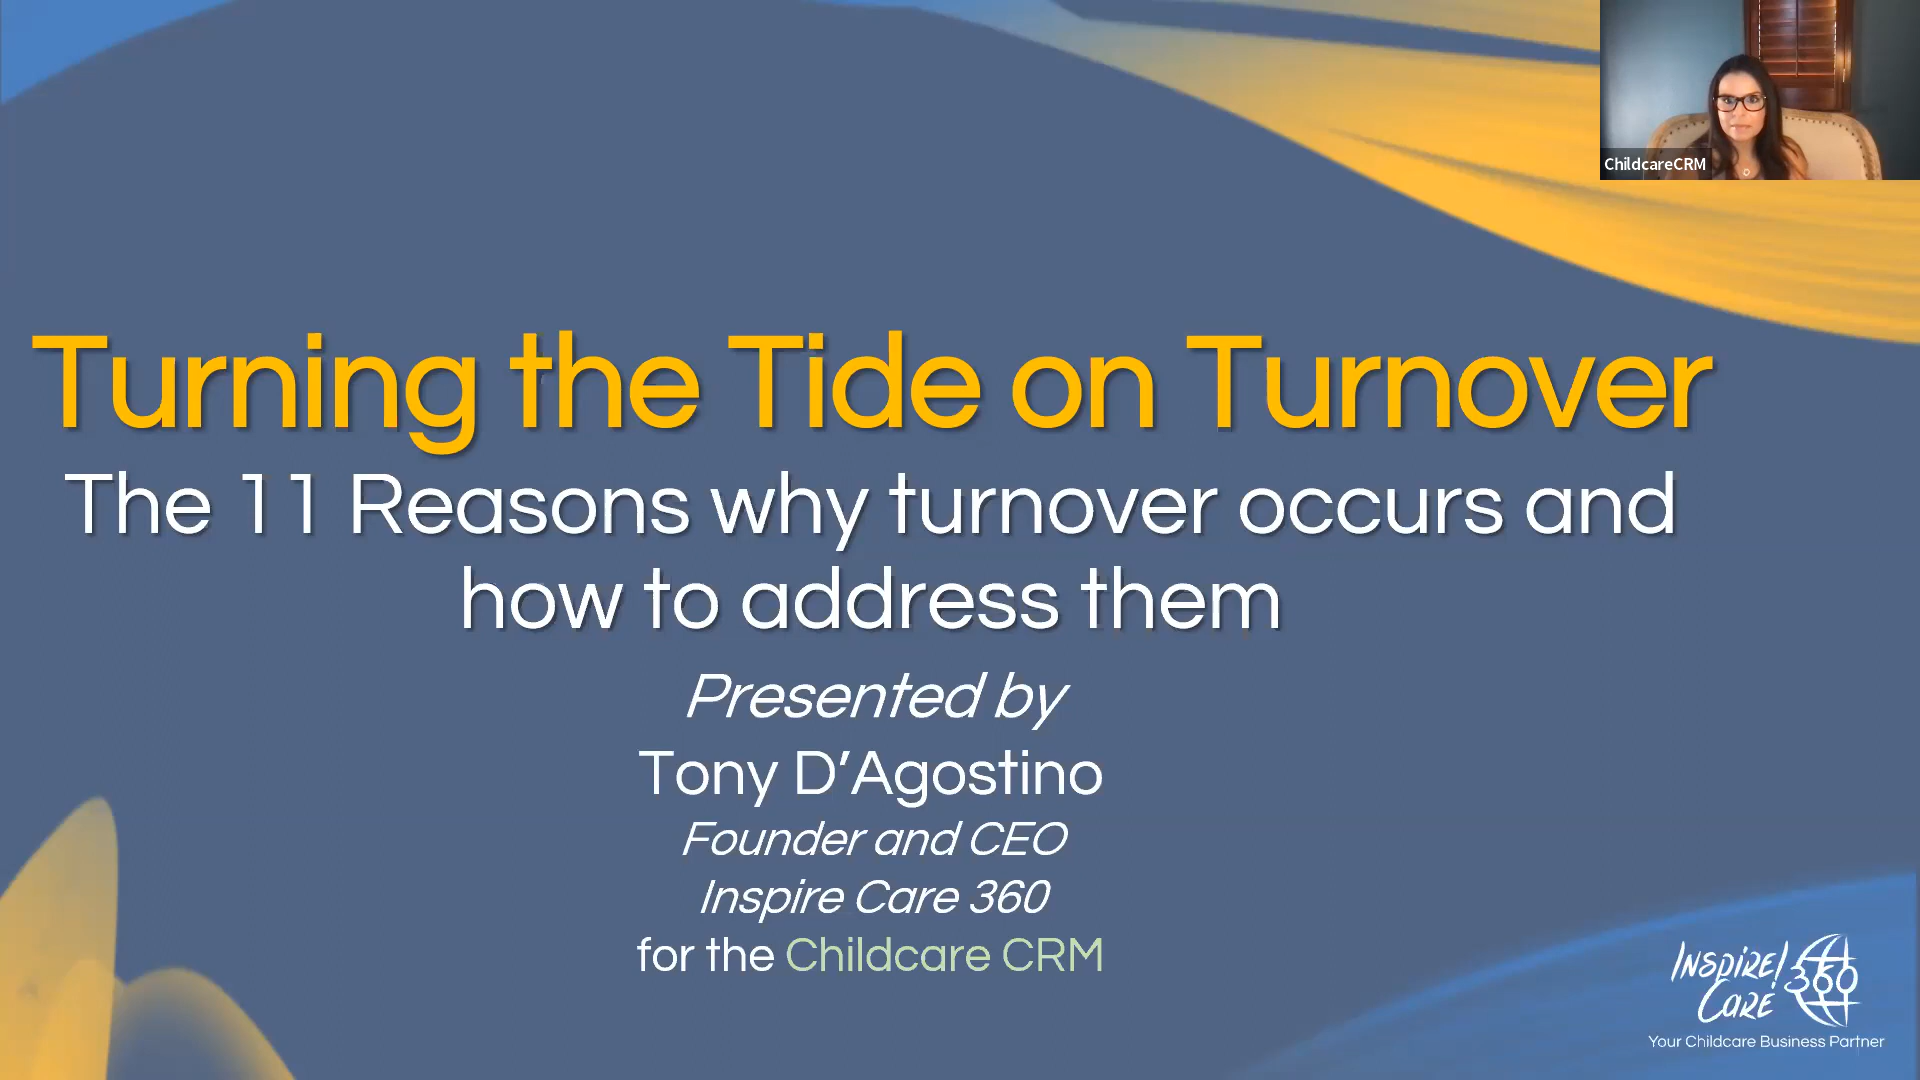 ChildcareCRM
Turning the Tide on Turnover
The 11 Reasons why turnover occurs and
how to address them
Presented by
Tony D’Agostino
Founder and CEO
Inspire Care 360
for the Childcare CRM
INSPIRE! 360
CARE
Your Childcare Business Partner